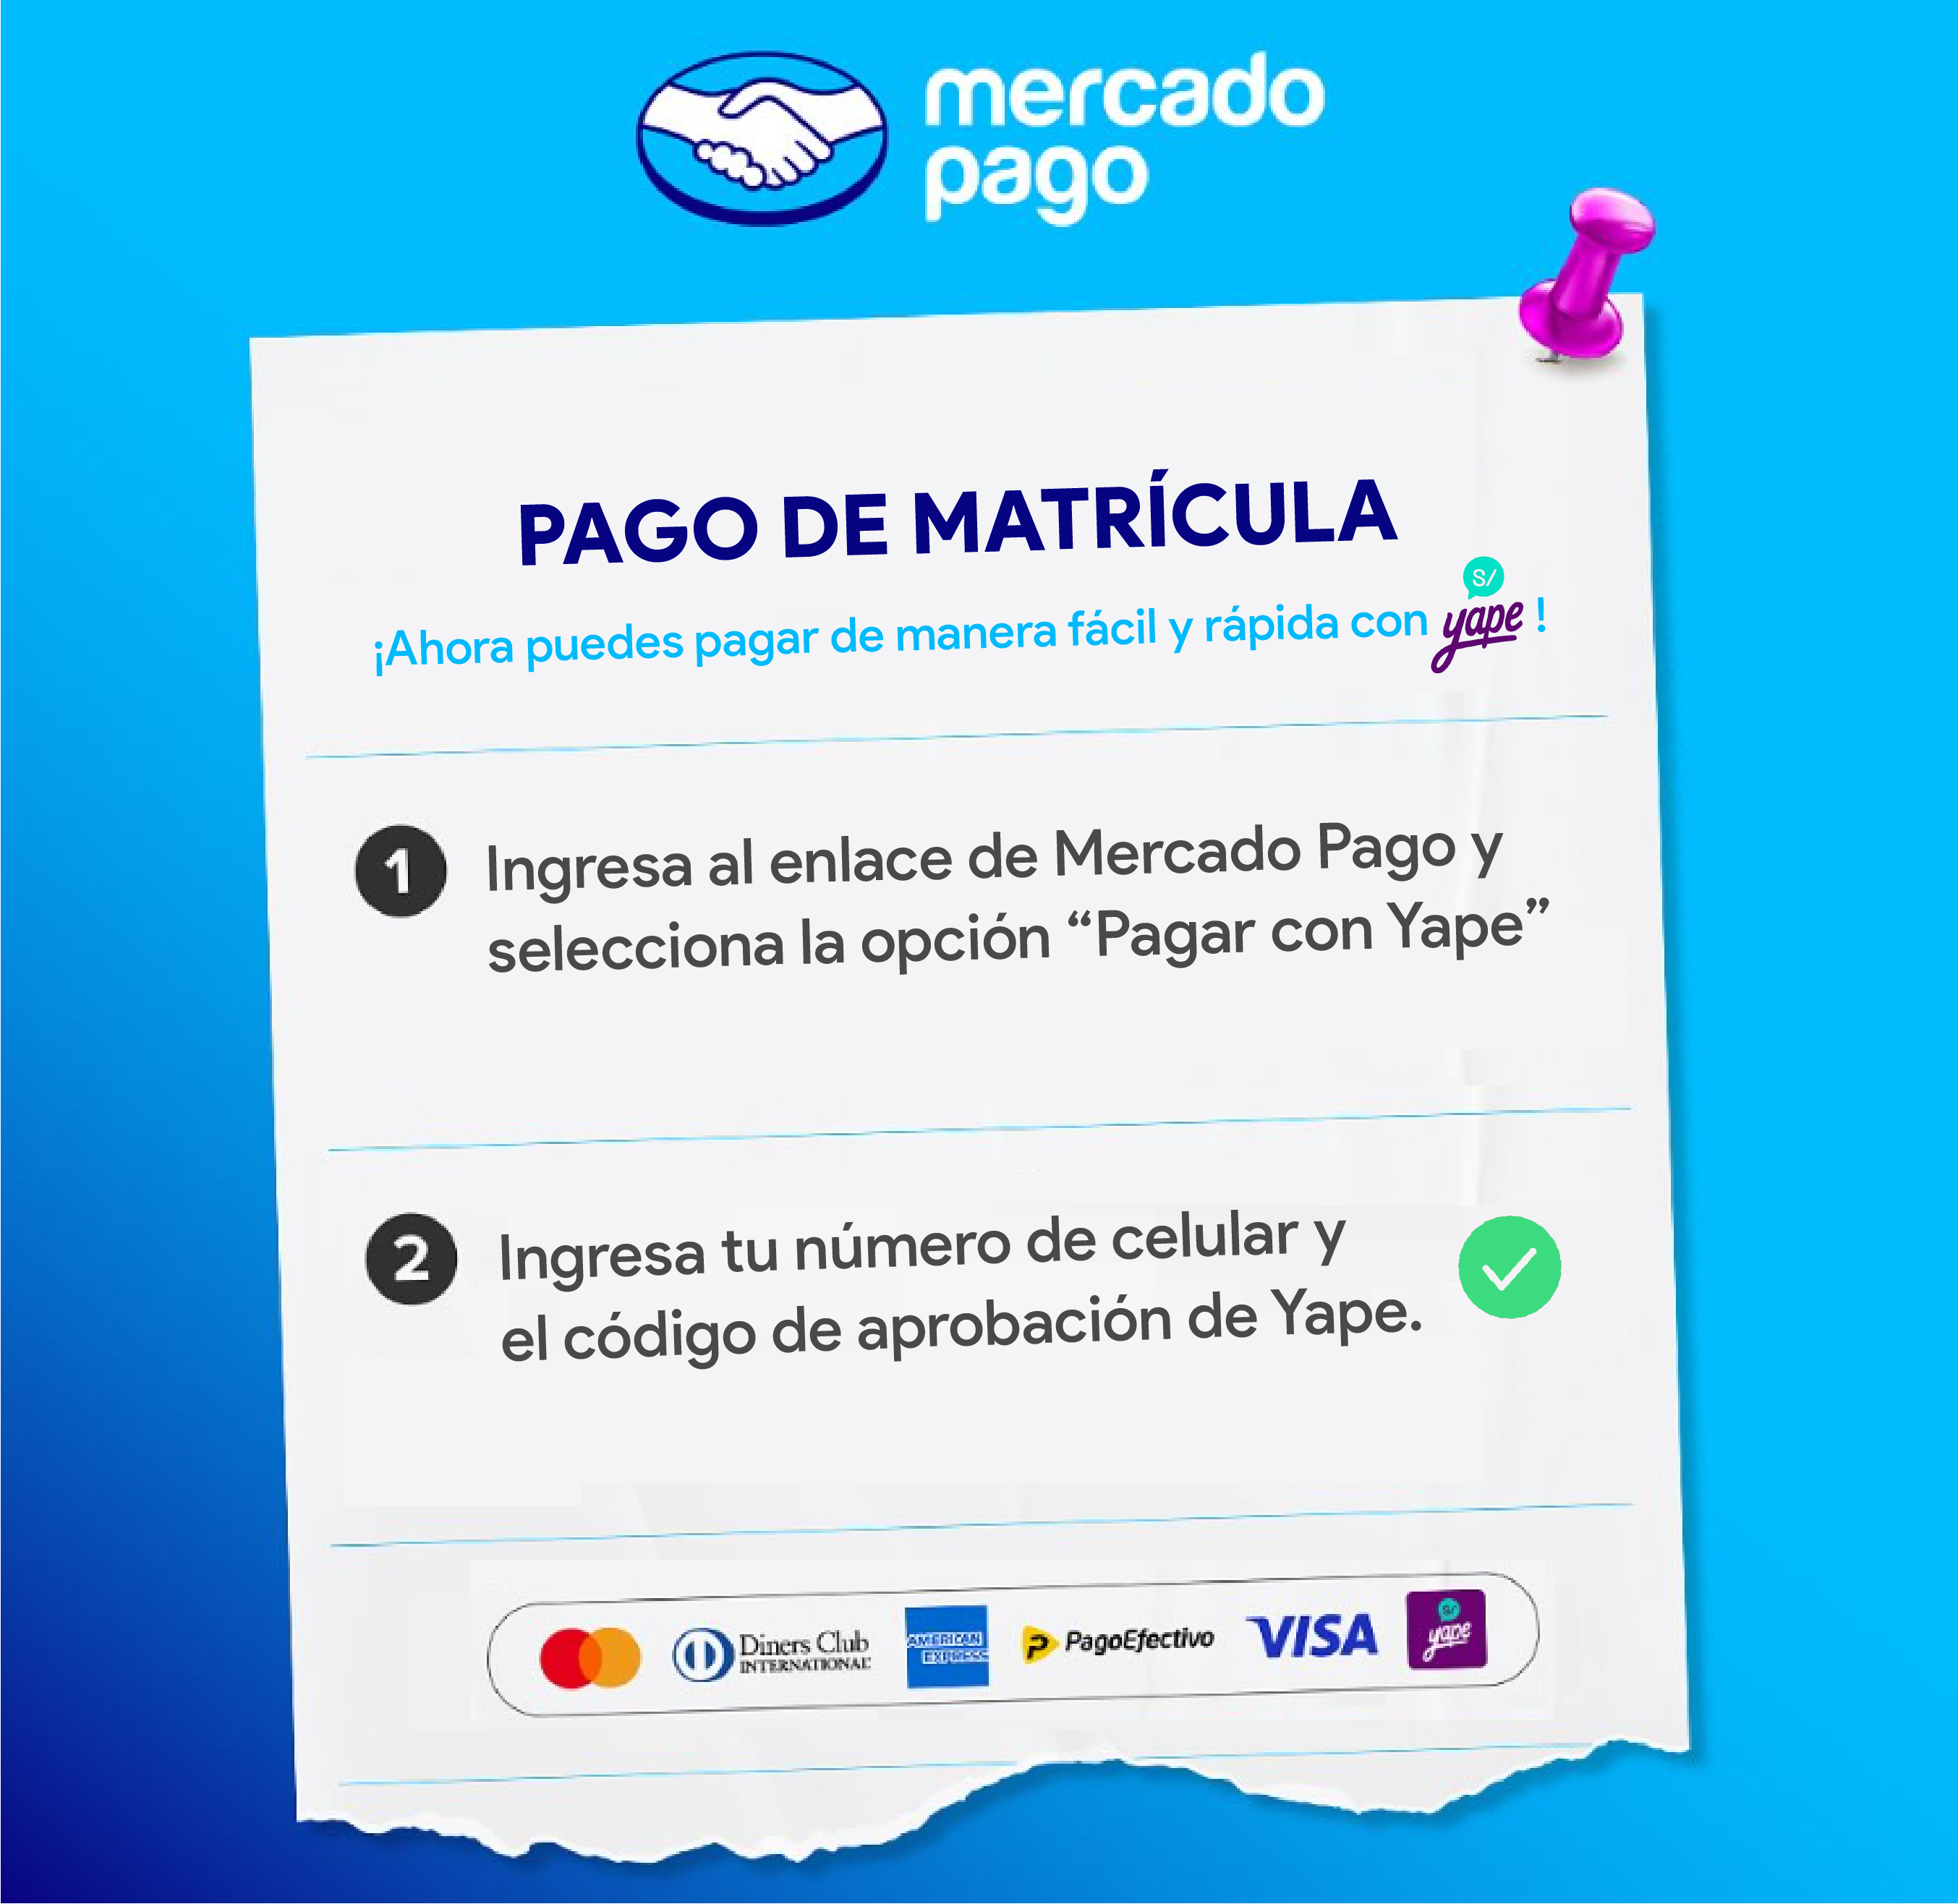 mercado
pago
PAGO DE MATRÍCULA
S/
¡Ahora puedes pagar de manera fácil y rápida con yape !
1 Ingresa al enlace de Mercado Pago y
selecciona la opción “Pagar con Yape”
2 Ingresa tu número de celular y
el código de aprobación de Yape.
Diners Club
INTERNATIONAL
AMERICAN
EXPRESS
PagoEfectivo
VISA
S/
yape